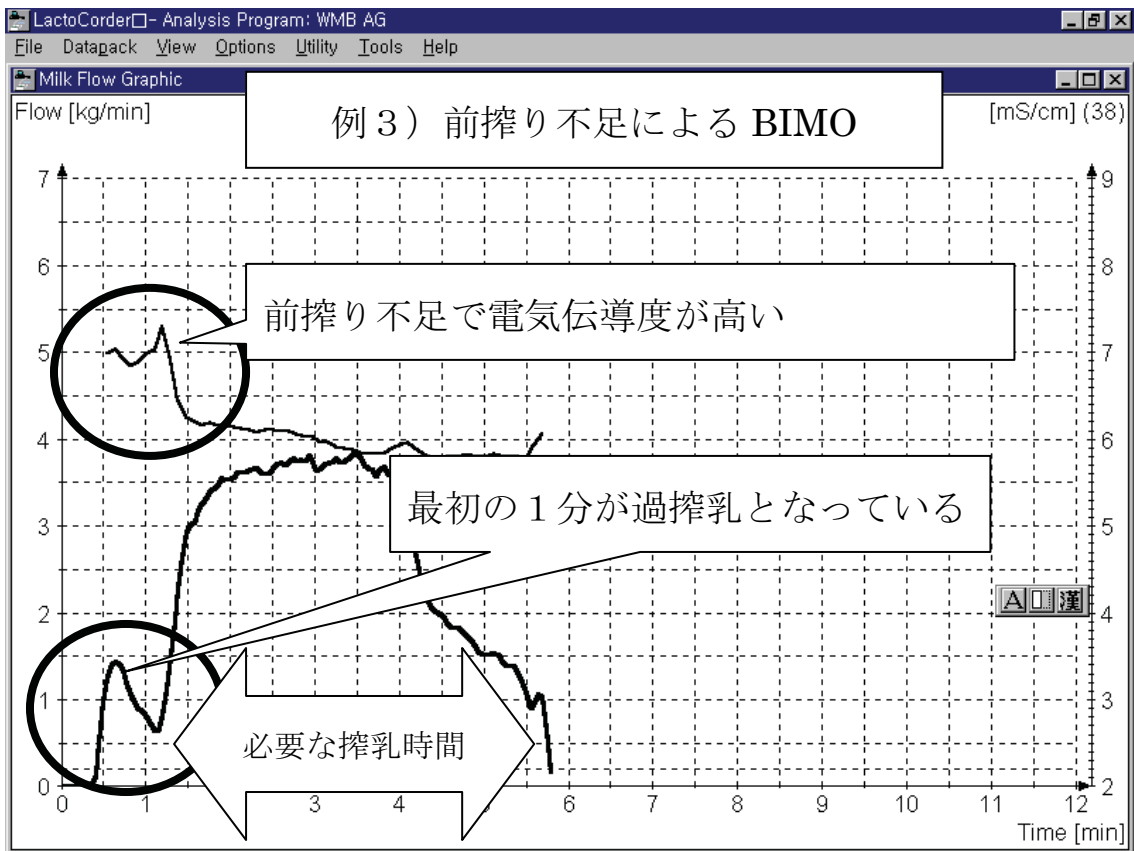 LactoCorder□- Analysis Program: WMB AG
File Datapack View Options Utility Tools Help
Milk Flow Graphic
Flow [kg/min]
例３）前搾り不足による BIMO
[mS/cm] (38)
7
9
6
8
前搾り不足で電気伝導度が高い
5
7
4
6
最初の１分が過搾乳となっている
3
5
A 漢
2
4
1
3
必要な搾乳時間
0
2
0 1 3 4 6 7 8 9 10 11 12
Time [min]